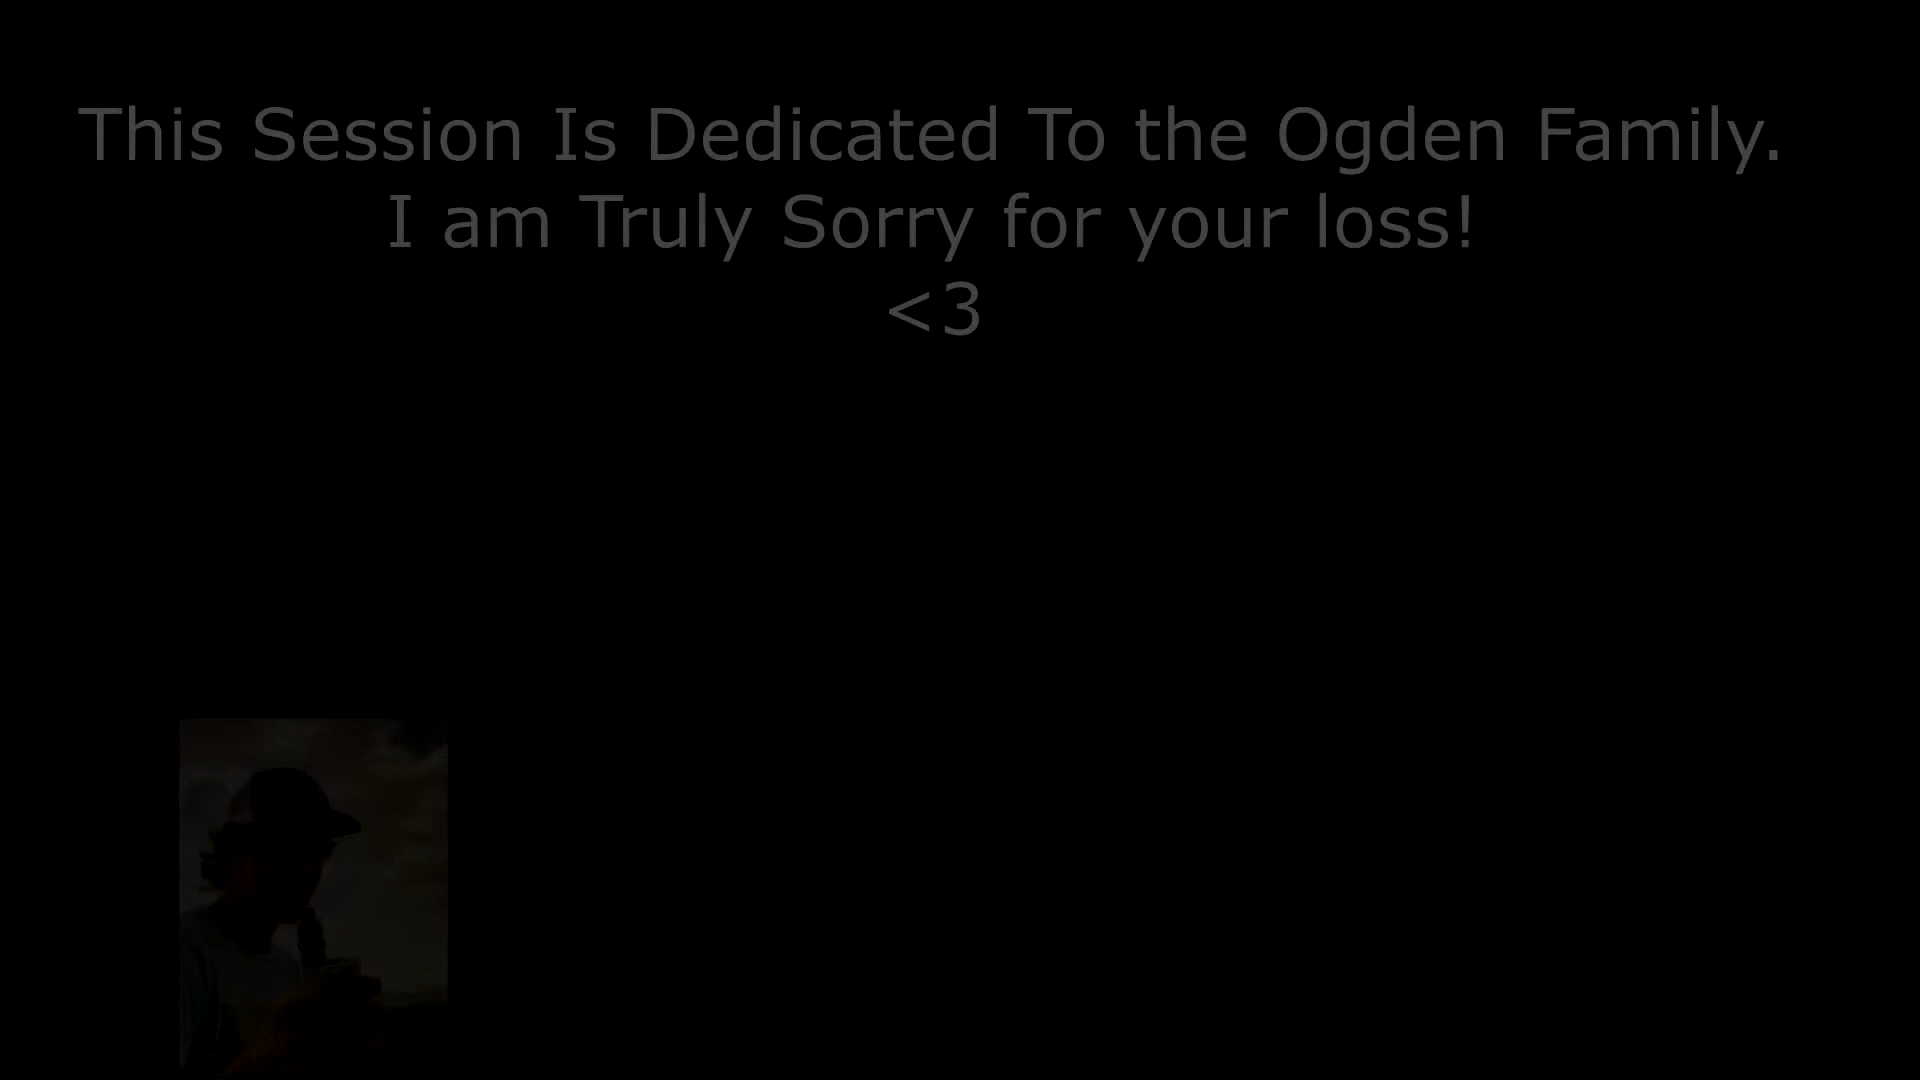 This Session Is Dedicated To the Ogden Family.
I am Truly Sorry for your loss!
<3